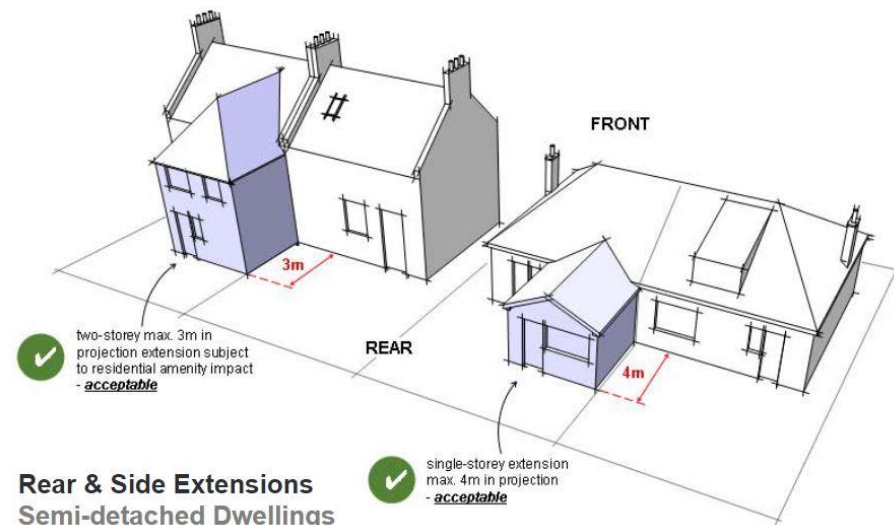 FRONT
3m
two-storey max. 3m in
projection extension subject
to residential amenity impact
- acceptable
REAR
4m
single-storey extension
max. 4m in projection
- acceptable
Rear & Side Extensions
Semi-detached Dwellings